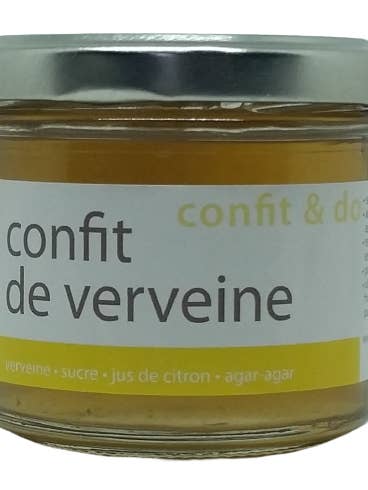 confit & do
confit
de verveine
verveine • sucre • jus de citron • agar-agar